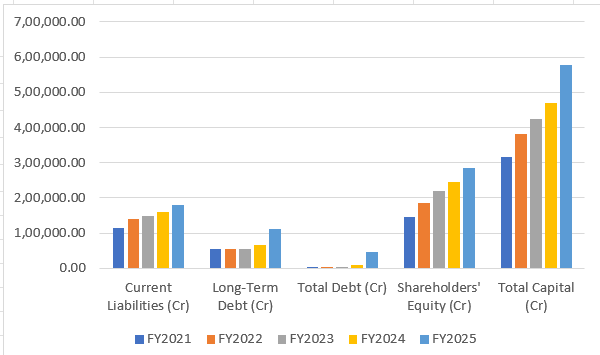 7,00,000.00
6,00,000.00
5,00,000.00
4,00,000.00
3,00,000.00
2,00,000.00
1,00,000.00
0.00
Current Liabilities (Cr)
Long-Term Debt (Cr)
Total Debt (Cr)
Shareholders' Equity (Cr)
Total Capital (Cr)
FY2021 FY2022 FY2023 FY2024 FY2025